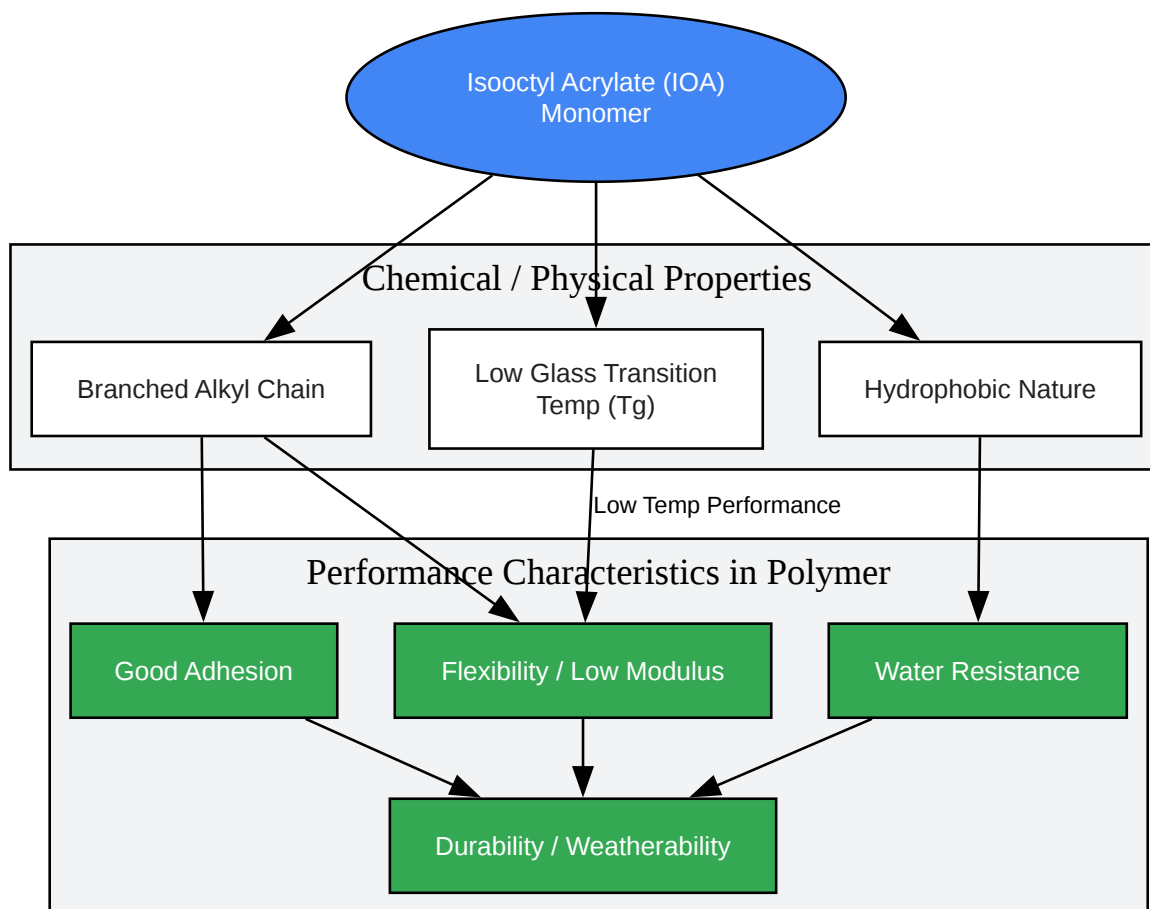 Isooctyl Acrylate (IOA)
Monomer
Chemical / Physical Properties
Branched Alkyl Chain
Low Glass Transition
Temp (Tg)
Hydrophobic Nature
Low Temp Performance
Performance Characteristics in Polymer
Good Adhesion
Flexibility / Low Modulus
Water Resistance
Durability / Weatherability